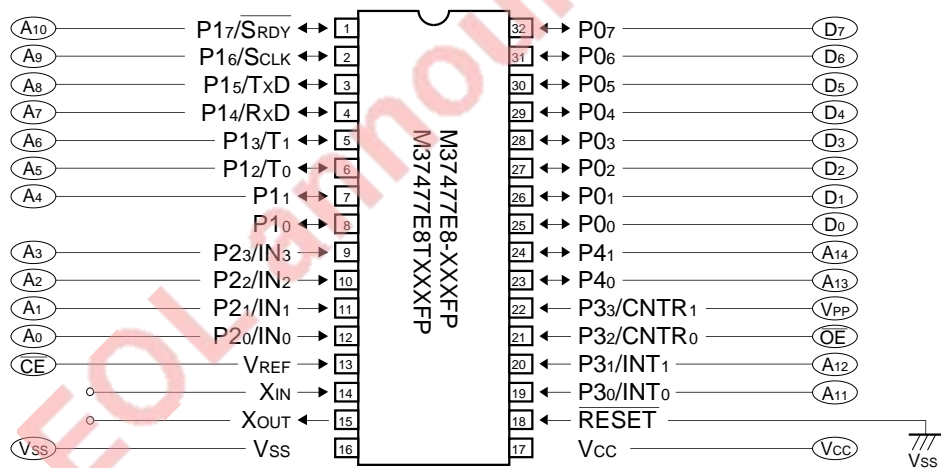 A10 P17/SRDY 1 32 P07 D7
A9 P16/SCLK 2 31 P06 D6
A8 P15/TxD 3 30 P05 D5
A7 P14/RxD 4 29 P04 D4
A6 P13/T1 5 28 P03 D3
A5 P12/T0 6 27 P02 D2
A4 P11 7 26 P01 D1
P10 8 25 P00 D0
A3 P23/IN3 9 24 P41 A14
A2 P22/IN2 10 23 P40 A13
A1 P21/IN1 11 22 P33/CNTR1 VPP
A0 P20/IN0 12 21 P32/CNTR0 OE
CE VREF 13 20 P31/INT1 A12
XIN 14 19 P30/INT0 A11
XOUT 15 18 RESET
VSS VSS 16 17 VCC VCC
VSS
M37477E8-XXXFP
M37477E8TXXXFP
EOL announ